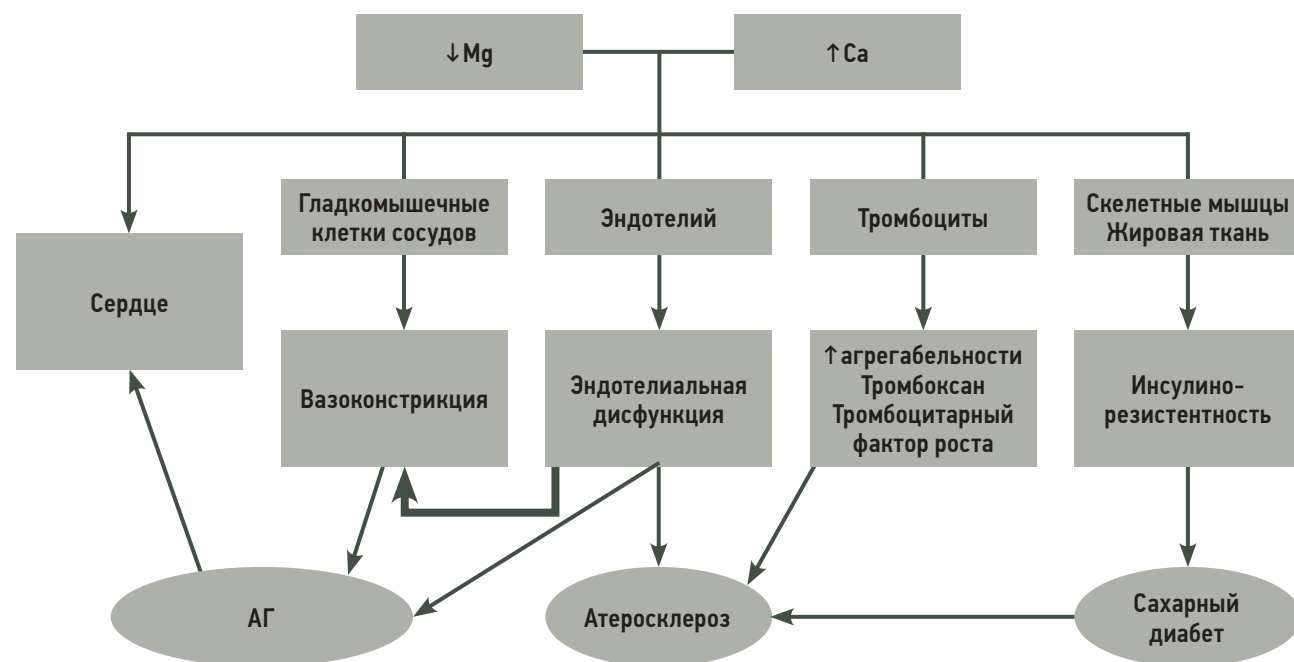 ↓Mg
↑Ca
Гладкомышечные
клетки сосудов
Эндотелий
Тромбоциты
Скелетные мышцы
Жировая ткань
Сердце
Вазоконстрикция
Эндотелиальная
дисфункция
↑агрегабельности
Тромбоксан
Тромбоцитарный
фактор роста
Инсулино-
резистентность
АГ
Атеросклероз
Сахарный
диабет